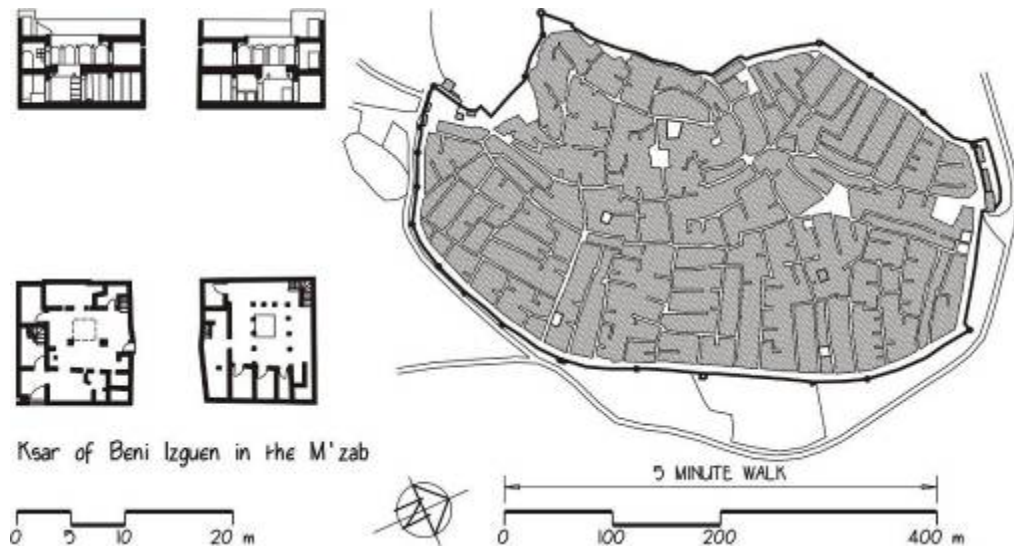 Ksar of Beni Izguen in the M'zab
5 MINUTE WALK
0 5 10 20 m
N
0 100 200 400 m